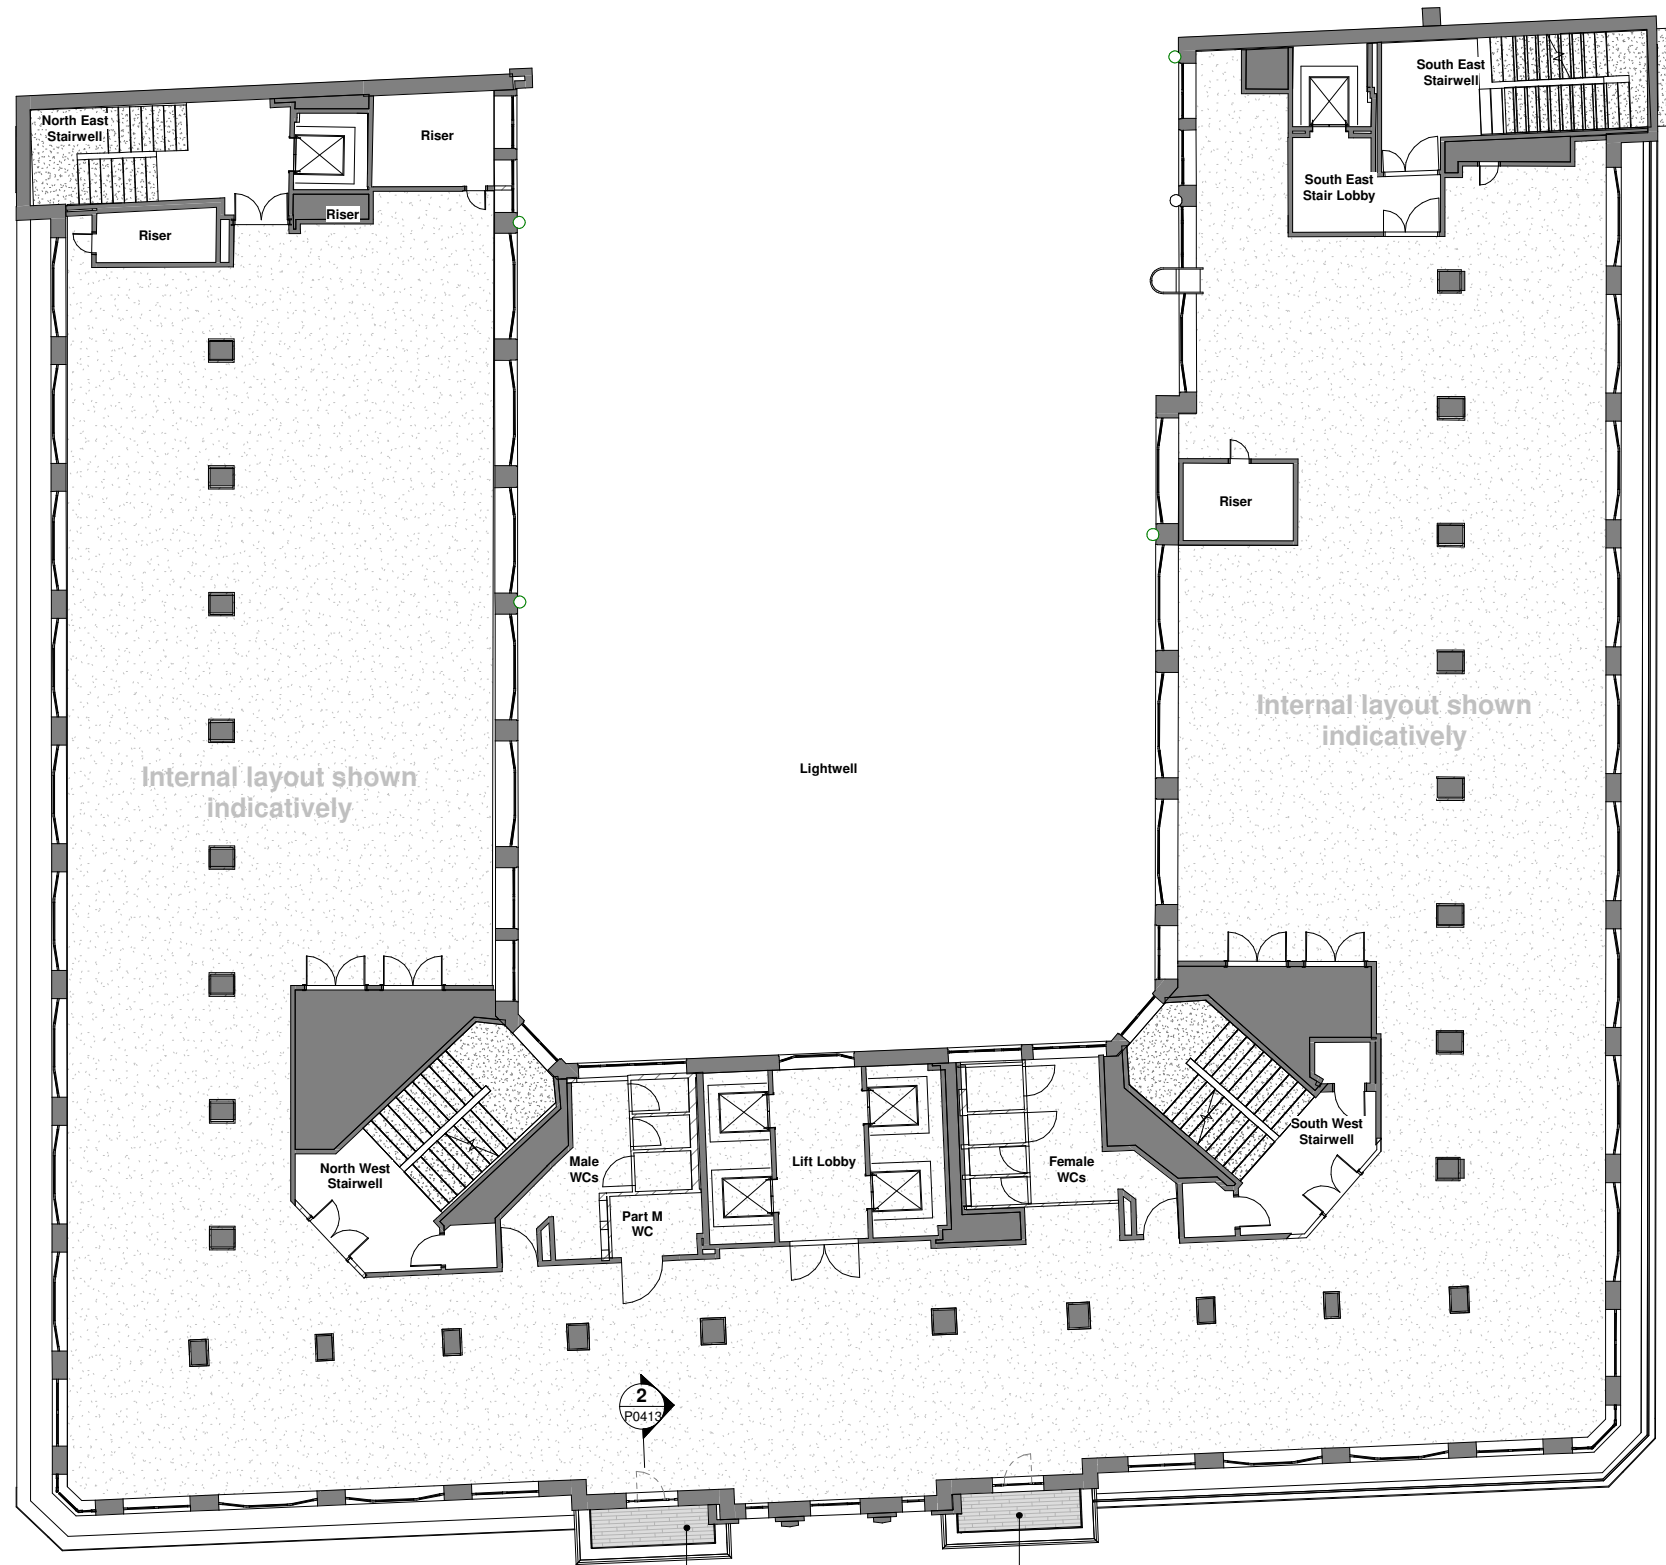 South East
Stairwell
North East
Stairwell
Riser
South East
Stair Lobby
Riser
Riser
Riser
Internal layout shown
indicatively
Lightwell
Internal layout shown
indicatively
South West
Stairwell
North West
Stairwell
Male
WCs
Lift Lobby
Female
WCs
Part M
WC
2
P0413